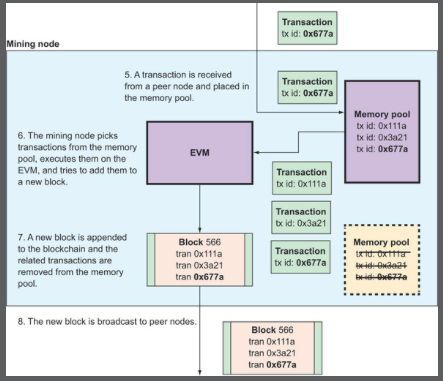 Transaction
tx id: 0x677a
Mining node
5. A transaction is received
from a peer node and placed in
the memory pool.
Transaction
tx id: 0x677a
Memory pool
tx id: 0x111a
tx id: 0x3a21
tx id: 0x677a
6. The mining node picks
transactions from the memory
pool, executes them on the
EVM, and tries to add them to
a new block.
EVM
Transaction
tx id: 0x111a
Transaction
tx id: 0x3a21
7. A new block is appended
to the blockchain and the
related transactions are
removed from the memory
pool.
Block 566
tran 0x111a
tran 0x3a21
tran 0x677a
Transaction
tx id: 0x677a
Memory pool
tx id: 0x111a
tx id: 0x3a21
tx id: 0x677a
8. The new block is broadcast to peer nodes.
Block 566
tran 0x111a
tran 0x3a21
tran 0x677a